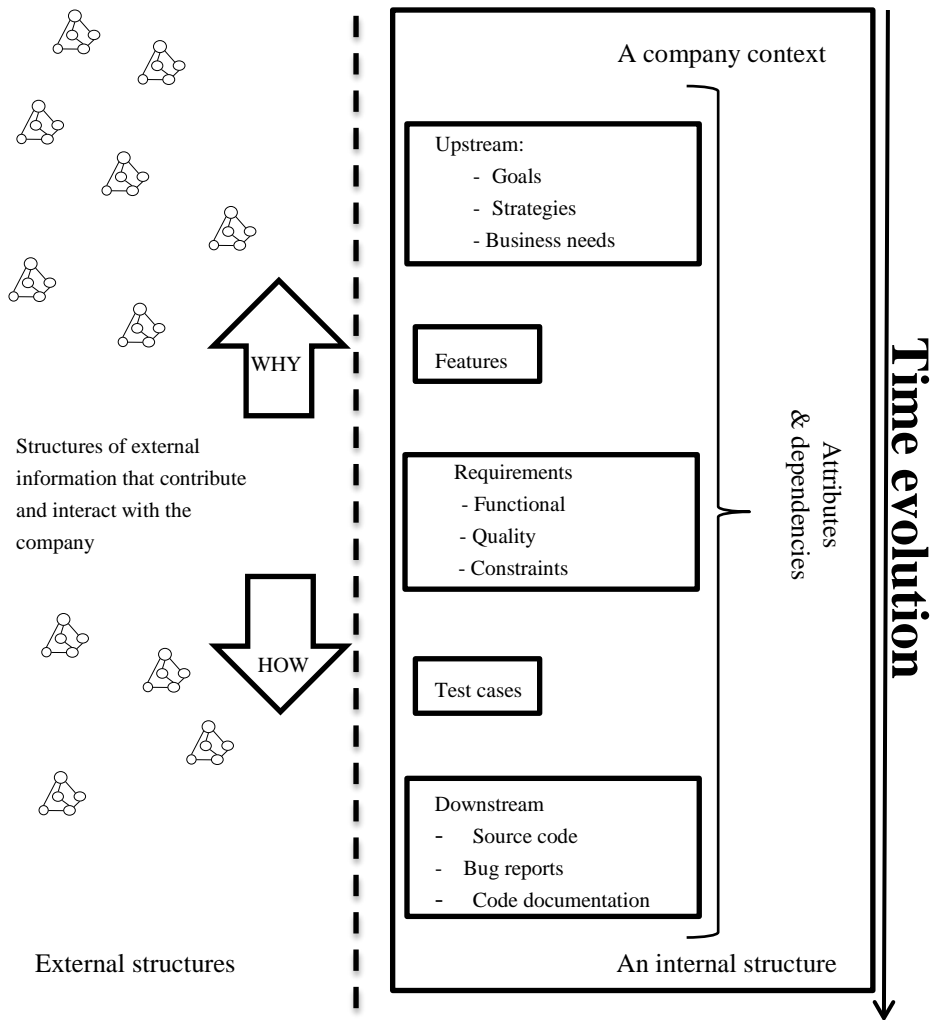 A company context
Upstream:
- Goals
- Strategies
- Business needs
WHY
Features
Structures of external
information that contribute
and interact with the
company
Requirements
- Functional
- Quality
- Constraints
Attributes
& dependencies
Time evolution
HOW
Test cases
Downstream
- Source code
- Bug reports
- Code documentation
External structures
An internal structure